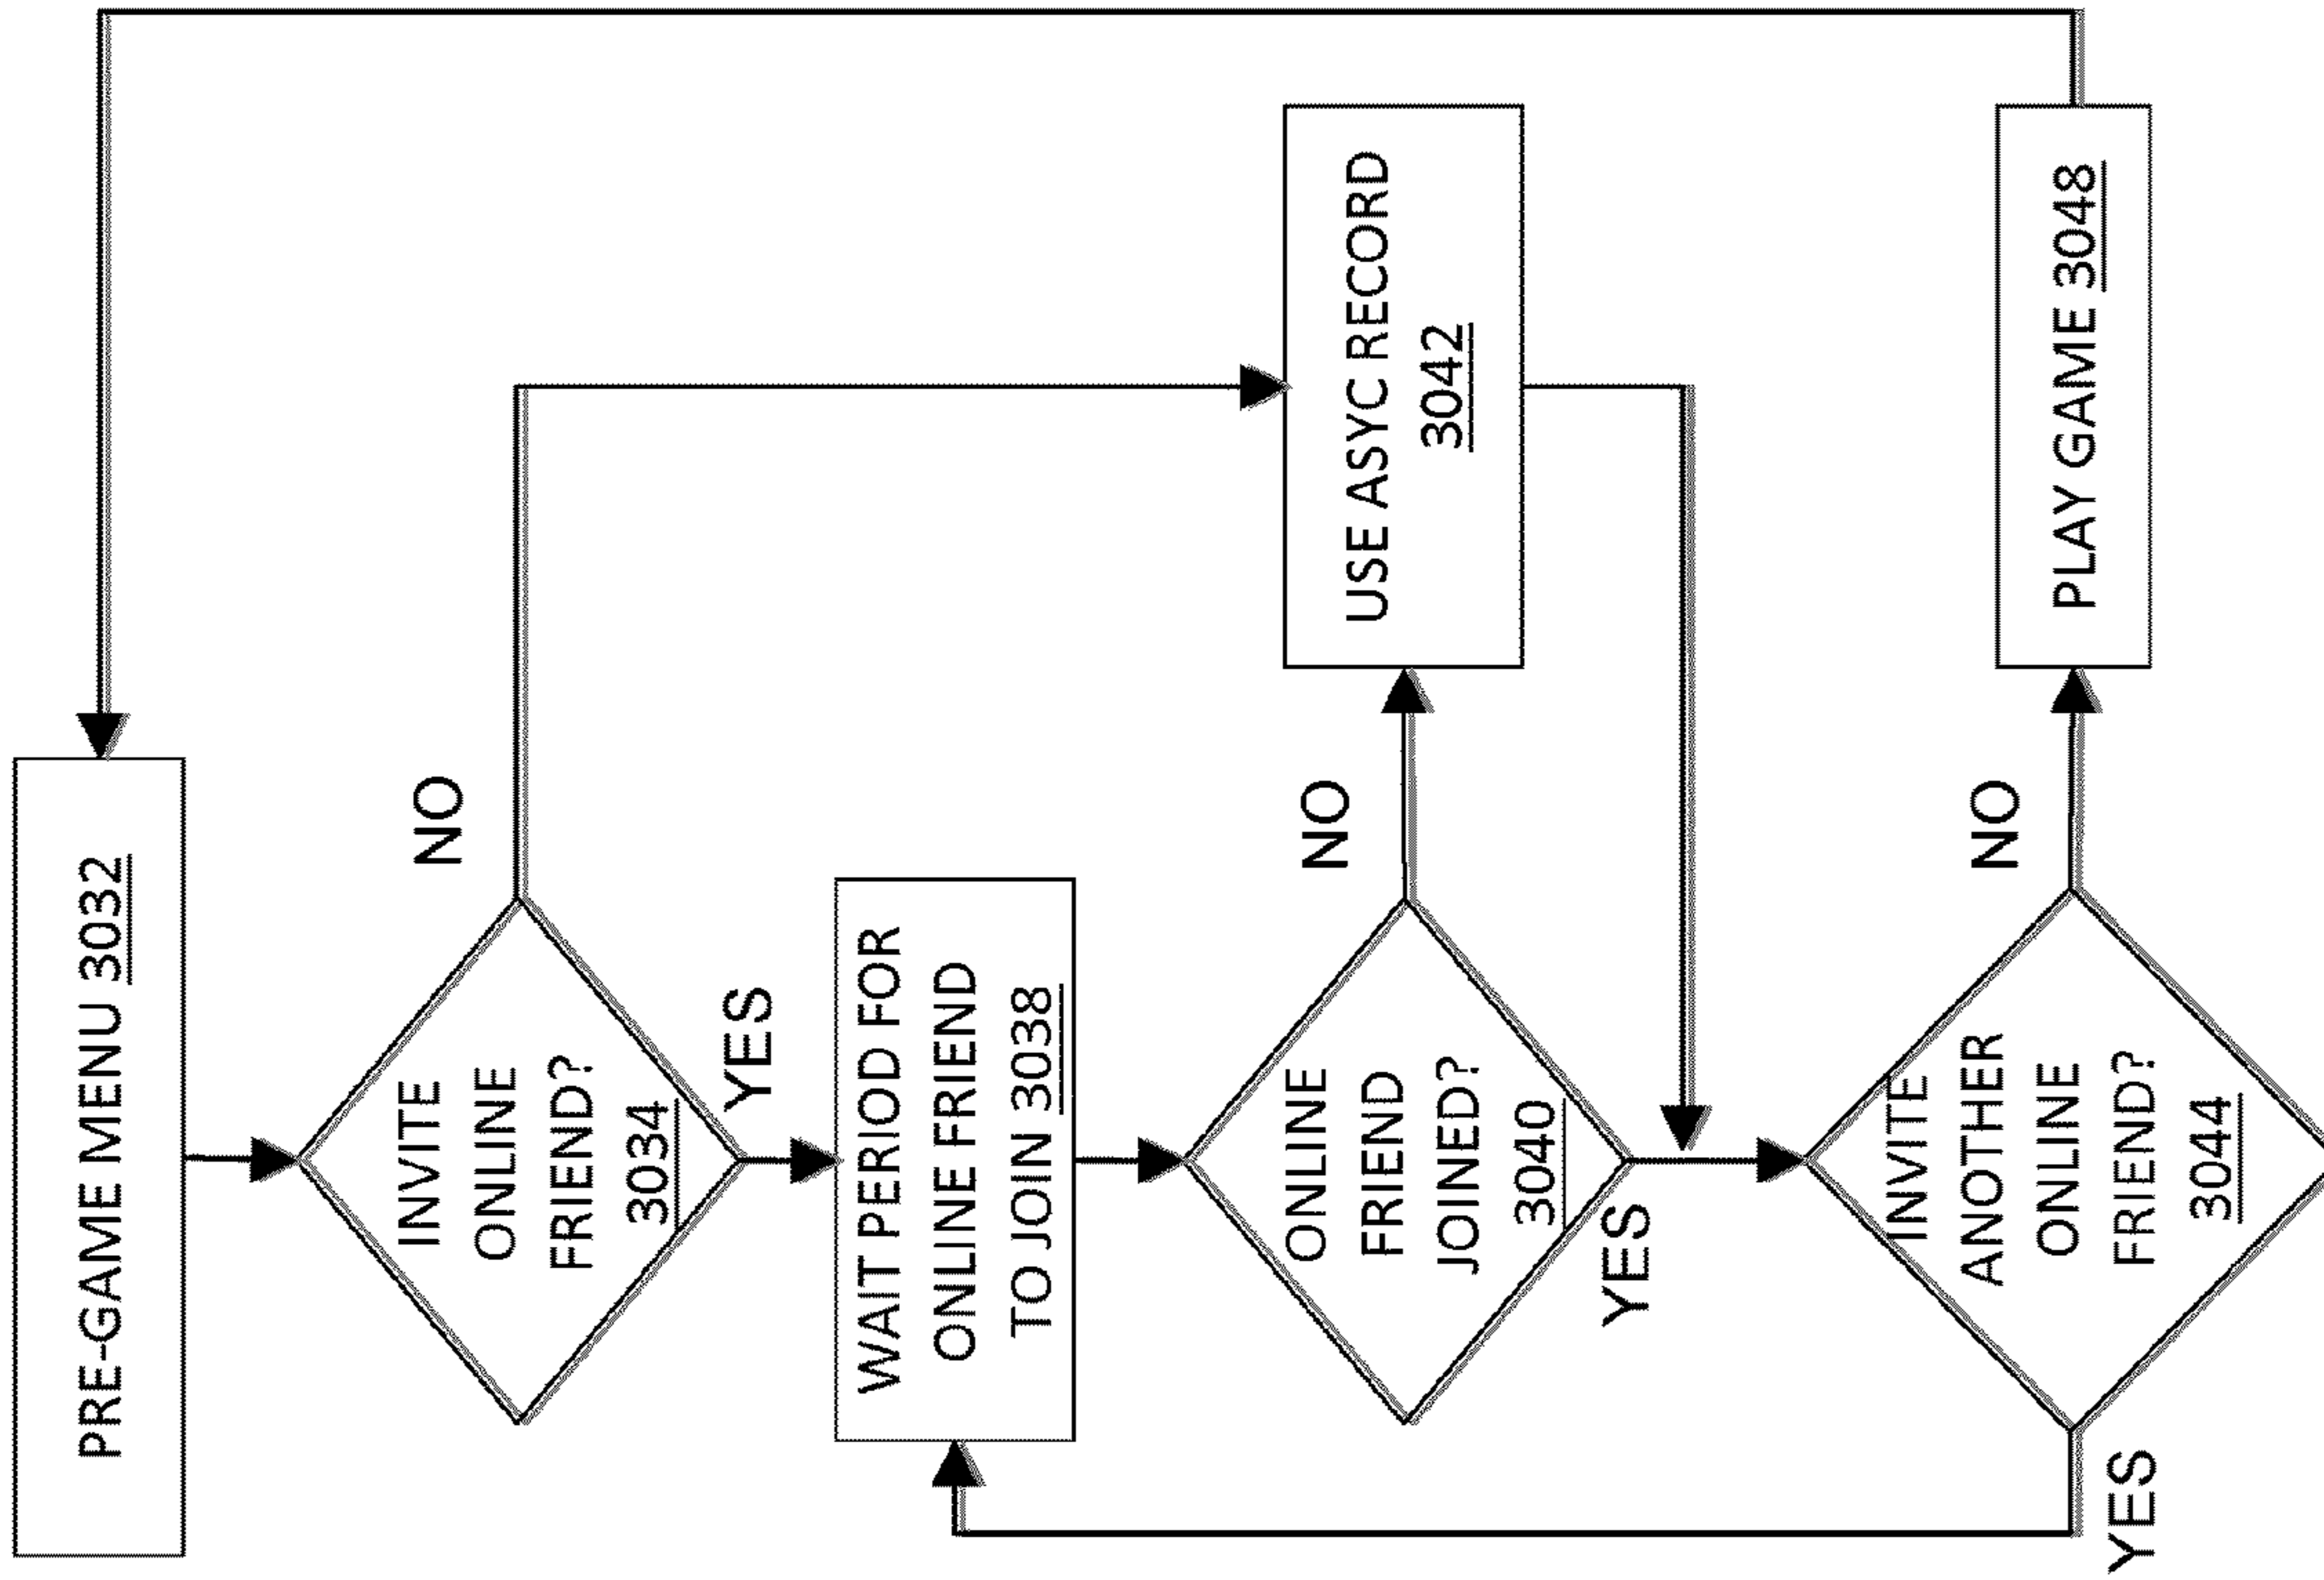 PRE-GAME MENU 3032
INVITE
ONLINE
FRIEND?
3034
NO
YES
WAIT PERIOD FOR
ONLINE FRIEND
TO JOIN 3038
ONLINE
FRIEND
JOINED?
3040
NO
YES
USE ASYC RECORD
3042
INVITE
ANOTHER
ONLINE
FRIEND?
3044
NO
YES
PLAY GAME 3048